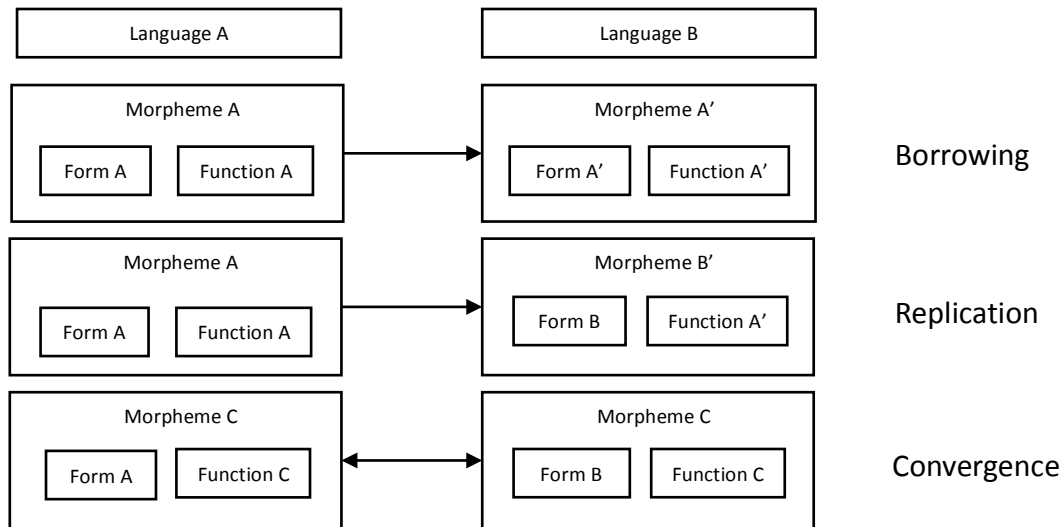 Language A
Language B
Morpheme A
Morpheme A’
Form A
Function A
Form A’
Function A’
Borrowing
Morpheme A
Morpheme B’
Form A
Function A
Form B
Function A’
Replication
Morpheme C
Morpheme C
Form A
Function C
Form B
Function C
Convergence